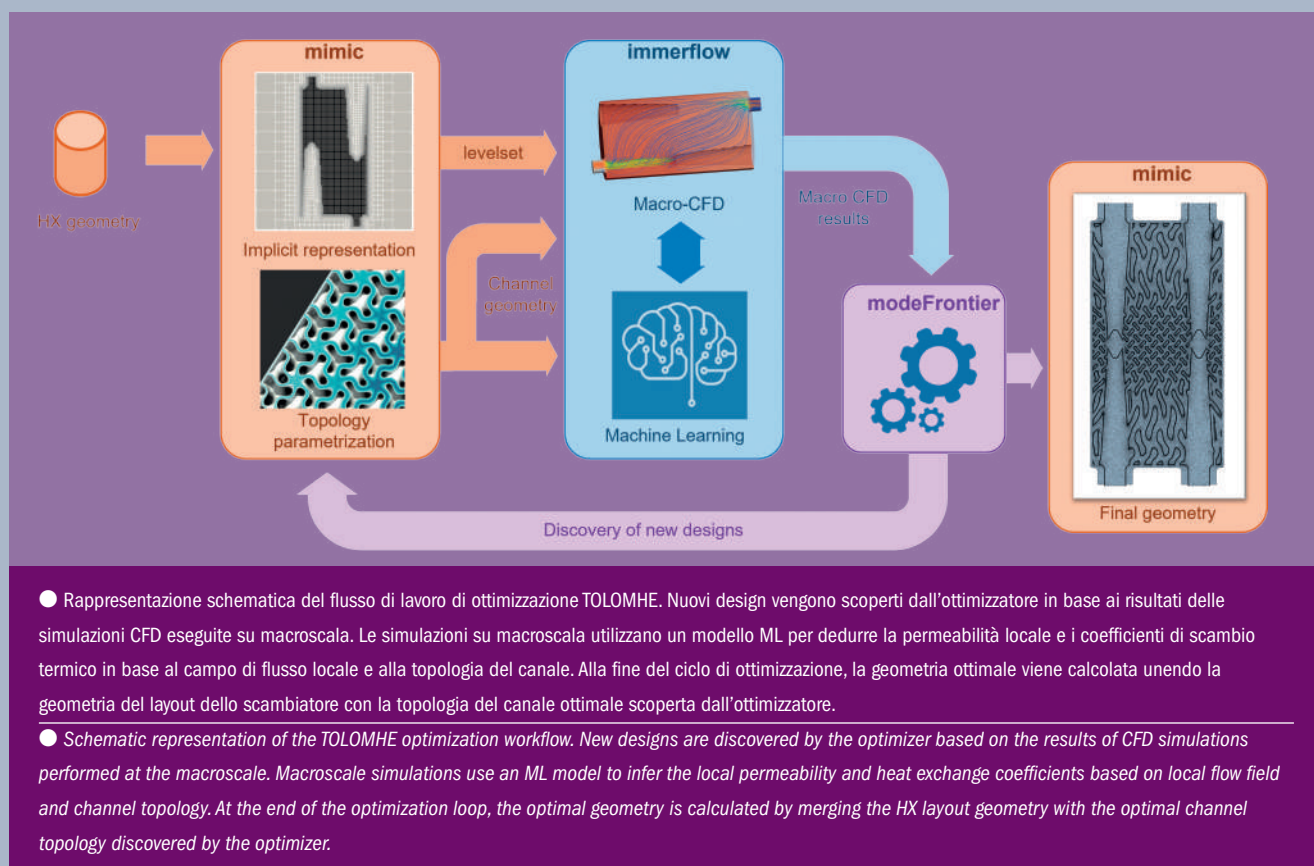 mimic
immerflow
levelset
mimic
HX geometry
Macro-CFD
Macro CFD
results
Implicit representation
Channel
geometry
modeFrontier
Topology
parametrization
Machine Learning
Final geometry
Discovery of new designs
● Rappresentazione schematica del flusso di lavoro di ottimizzazione TOLOMHE. Nuovi design vengono scoperti dall'ottimizzatore in base ai risultati delle
simulazioni CFD eseguite su macroscala. Le simulazioni su macroscala utilizzano un modello ML per dedurre la permeabilità locale e i coefficienti di scambio
termico in base al campo di flusso locale e alla topologia del canale. Alla fine del ciclo di ottimizzazione, la geometria ottimale viene calcolata unendo la
geometria del layout dello scambiatore con la topologia del canale ottimale scoperta dall'ottimizzatore.
● Schematic representation of the TOLOMHE optimization workflow. New designs are discovered by the optimizer based on the results of CFD simulations
performed at the macroscale. Macroscale simulations use an ML model to infer the local permeability and heat exchange coefficients based on local flow field
and channel topology. At the end of the optimization loop, the optimal geometry is calculated by merging the HX layout geometry with the optimal channel
topology discovered by the optimizer.